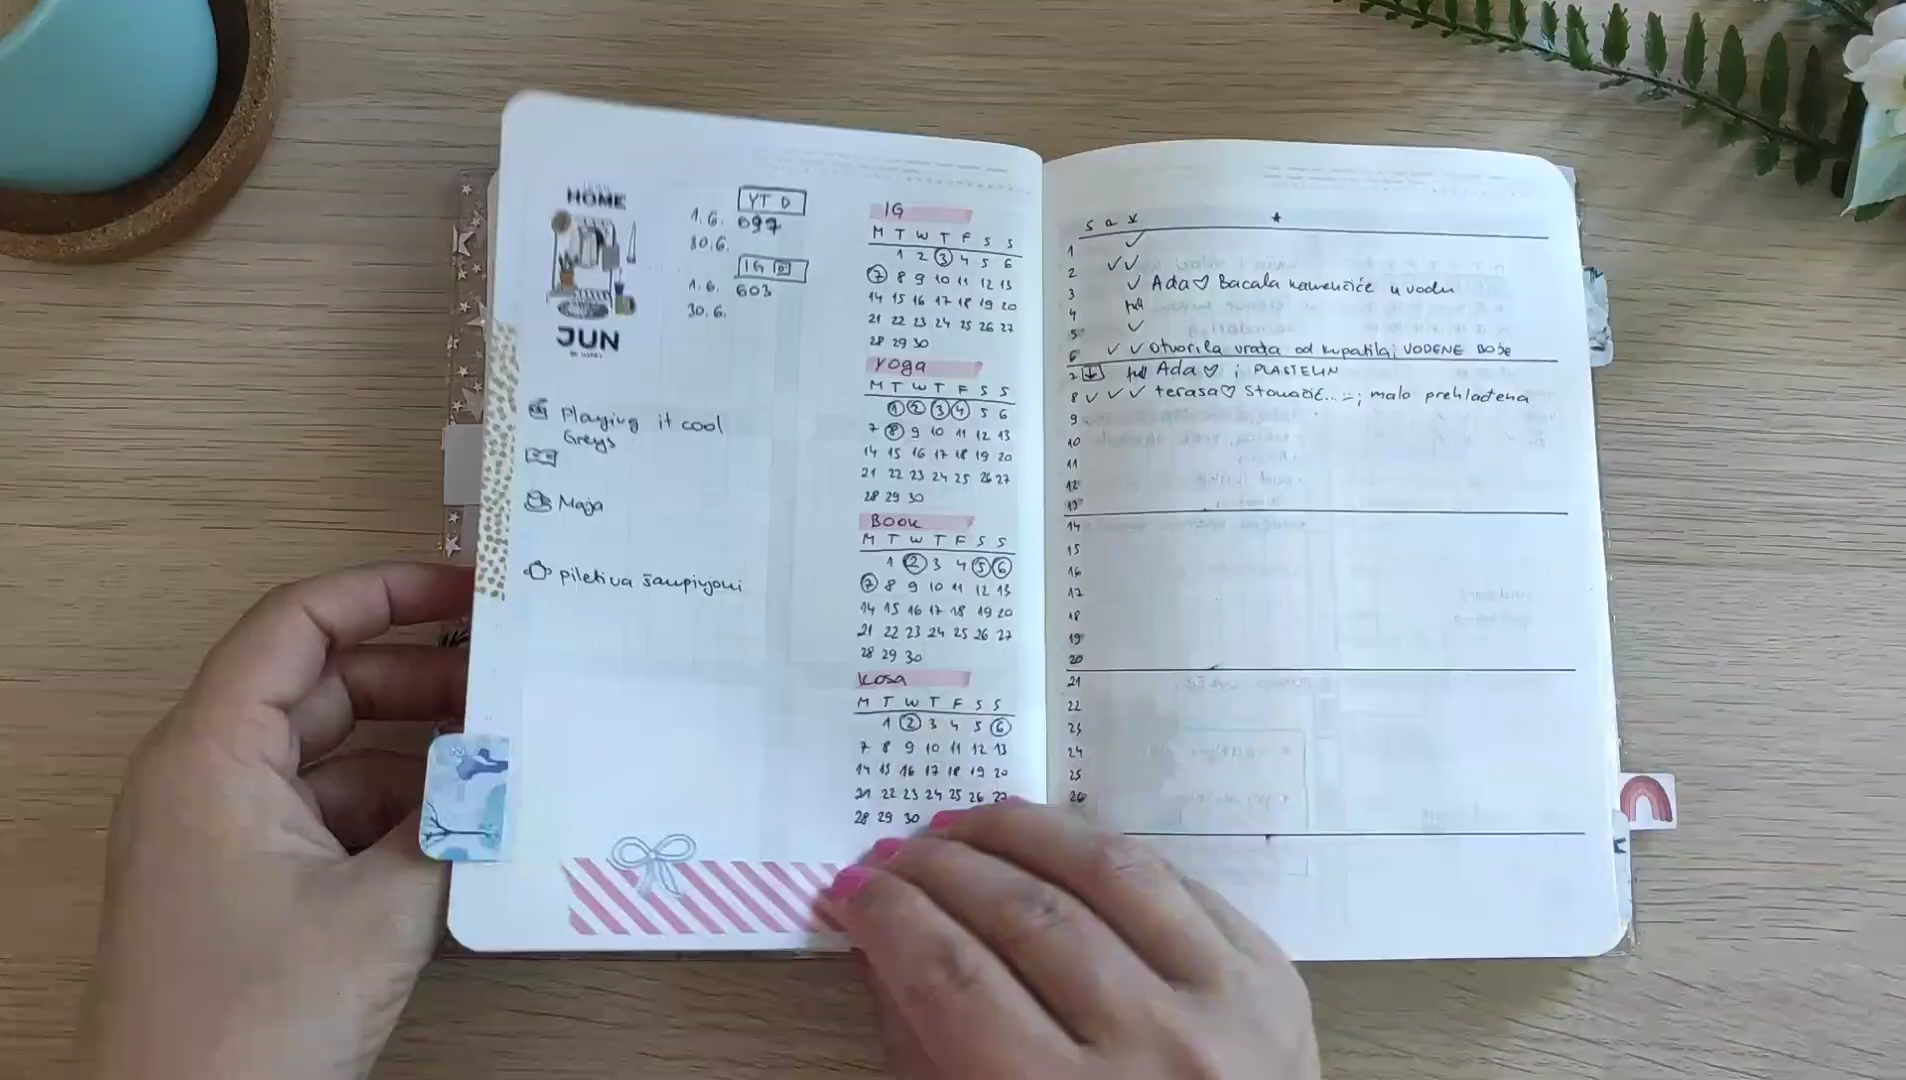 HOME
JUN
YT
1. 6. 697
30. 6.
IG
1. 6. 603
30. 6.
Playing it cool
Greys
Maja
piletiva šampinjoni
IG
M T W T F S S
1 2 3 4 5 6
7 8 9 10 11 12 13
14 15 16 17 18 19 20
21 22 23 24 25 26 27
28 29 30
Yoga
M T W T F S S
1 2 3 4 5 6
7 8 9 10 11 12 13
14 15 16 17 18 19 20
21 22 23 24 25 26 27
28 29 30
BOOK
M T W T F S S
1 2 3 4 5 6
7 8 9 10 11 12 13
14 15 16 17 18 19 20
21 22 23 24 25 26 27
28 29 30
Kosa
M T W T F S S
1 2 3 4 5 6
7 8 9 10 11 12 13
14 15 16 17 18 19 20
21 22 23 24 25 26 27
28 29 30
S a K ★
1 ✓
2 ✓✓
3 ✓ Ada♡ Bacala kamenčiće u vodu
4
5 ✓
6 ✓ ✓ otvorila vrata od kupatila; VODENE BOJE
7 Ada♡ i PLASTELIN
8 ✓ ✓ ✓ terasa♡ Stomačić... malo prehlađena
9
10
11
12
13
14
15
16
17
18
19
20
21
22
23
24
25
26